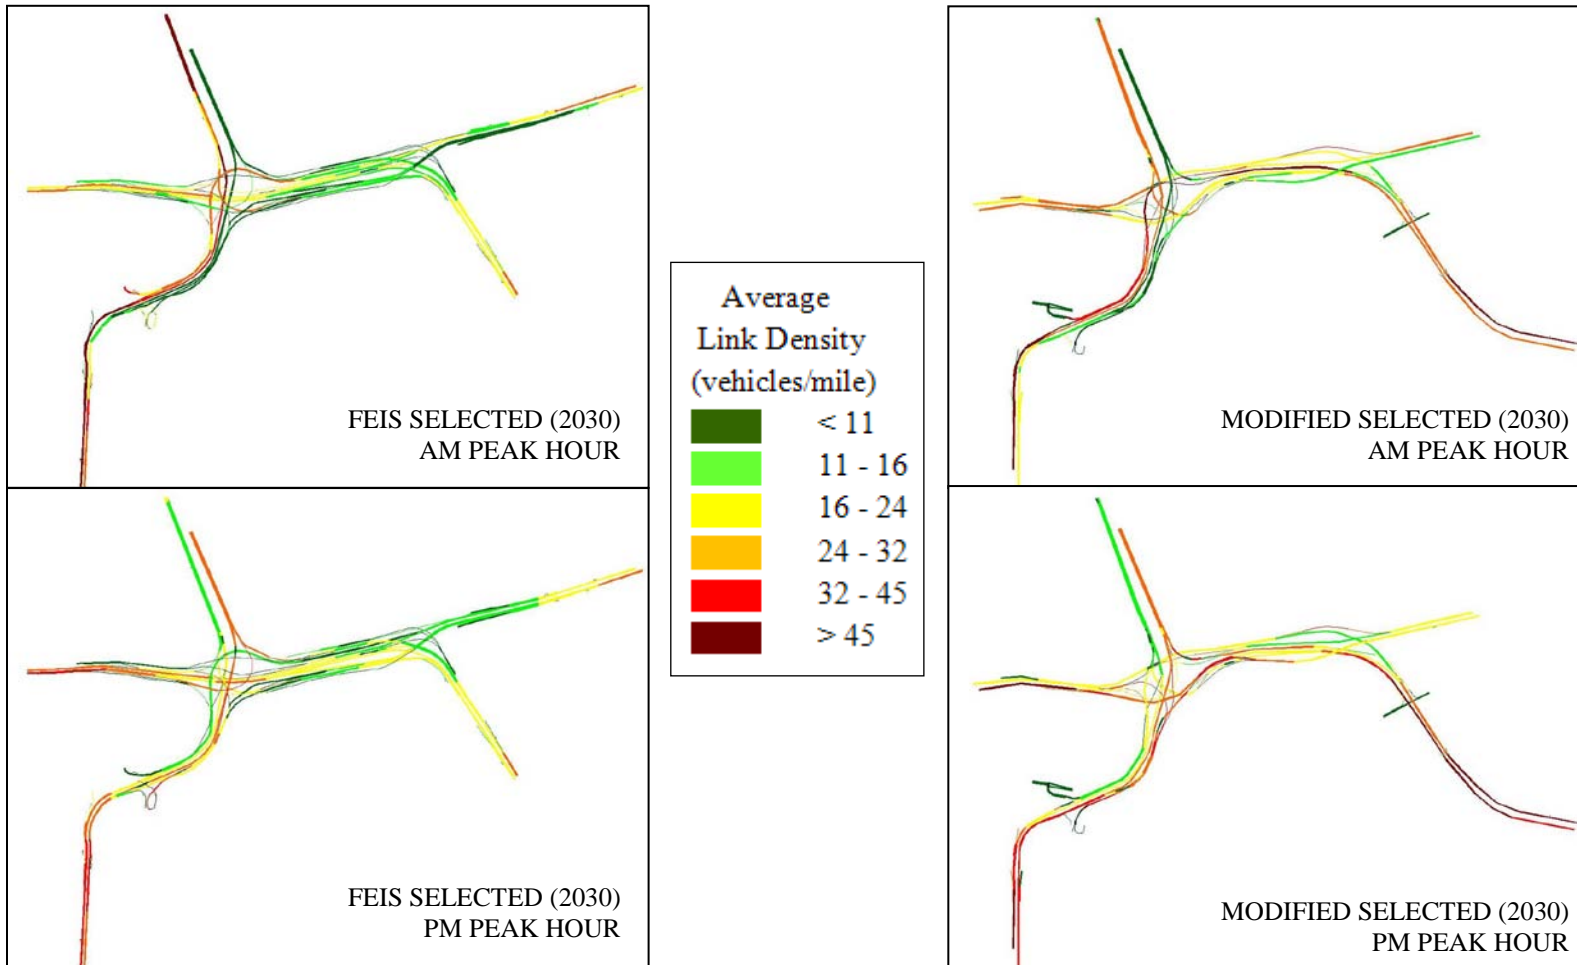 FEIS SELECTED (2030)
AM PEAK HOUR
MODIFIED SELECTED (2030)
AM PEAK HOUR
Average
Link Density
(vehicles/mile)
< 11
11 - 16
16 - 24
24 - 32
32 - 45
> 45
FEIS SELECTED (2030)
PM PEAK HOUR
MODIFIED SELECTED (2030)
PM PEAK HOUR